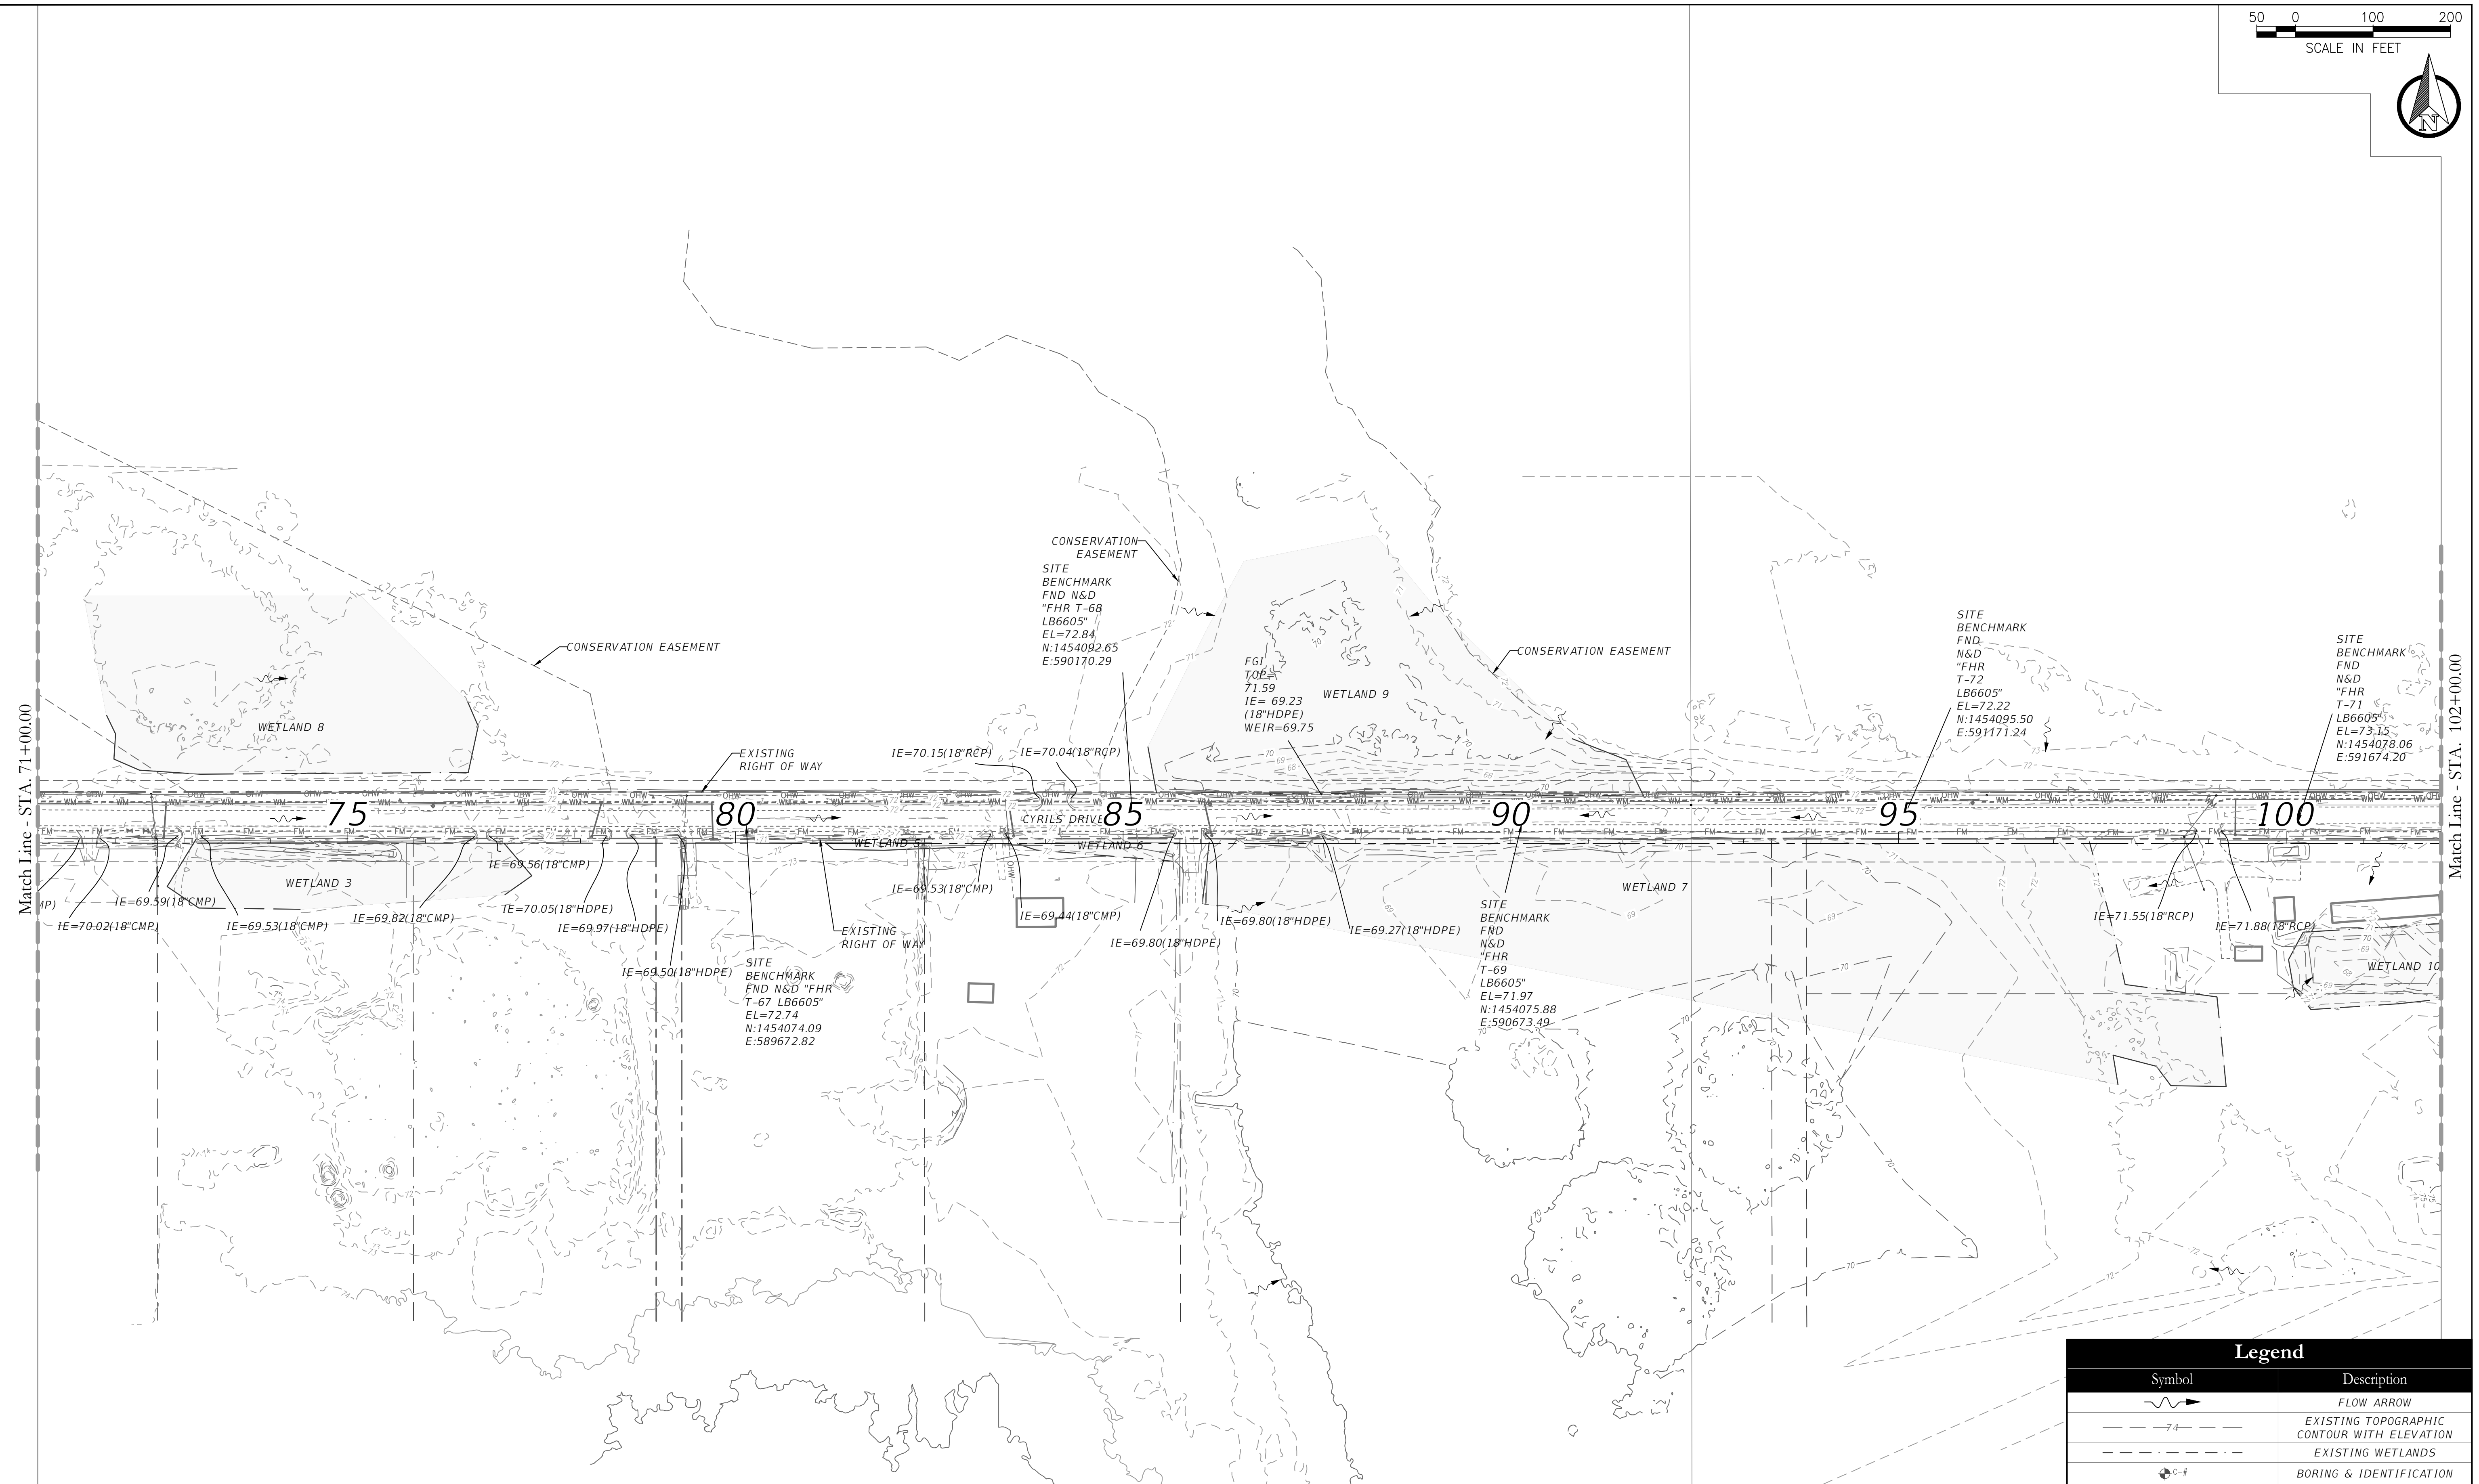 50 0 100 200
SCALE IN FEET
N
CONSERVATION
EASEMENT
SITE
BENCHMARK
FND N&D
"FHR T-68
LB6605"
EL=72.84
N:1454092.65
E:590170.29
CONSERVATION EASEMENT
CONSERVATION EASEMENT
FGI
TOP=
71.59
IE= 69.23
(18"HDPE)
WEIR=69.75
WETLAND 9
SITE
BENCHMARK
FND
N&D
"FHR
T-72
LB6605"
EL=72.22
N:1454095.50
E:591171.24
SITE
BENCHMARK
FND
N&D
"FHR
T-71
LB6605"
EL=73.15
N:1454078.06
E:591674.20
WETLAND 8
EXISTING
RIGHT OF WAY
IE=70.15(18"RCP)
IE=70.04(18"RCP)
Match Line - STA. 71+00.00
Match Line - STA. 102+00.00
75
80
CYRILS DRIVE
85
90
95
100
WETLAND 5
WETLAND 6
IE=69.56(18"CMP)
WETLAND 3
WETLAND 7
MP)
IE=69.59(18"CMP)
IE=70.02(18"CMP)
IE=69.53(18"CMP)
IE=69.82(18"CMP)
IE=70.05(18"HDPE)
IE=69.97(18"HDPE)
IE=69.50(18"HDPE)
IE=69.53(18"CMP)
IE=69.44(18"CMP)
EXISTING
RIGHT OF WAY
IE=69.80(18"HDPE)
IE=69.80(18"HDPE)
IE=69.27(18"HDPE)
IE=71.55(18"RCP)
IE=71.88(18"RCP)
WETLAND 10
SITE
BENCHMARK
FND N&D "FHR
T-67 LB6605"
EL=72.74
N:1454074.09
E:589672.82
SITE
BENCHMARK
FND
N&D
"FHR
T-69
LB6605"
EL=71.97
N:1454075.88
E:590673.49
Legend
Symbol Description
FLOW ARROW
74 EXISTING TOPOGRAPHIC
CONTOUR WITH ELEVATION
EXISTING WETLANDS
C-# BORING & IDENTIFICATION